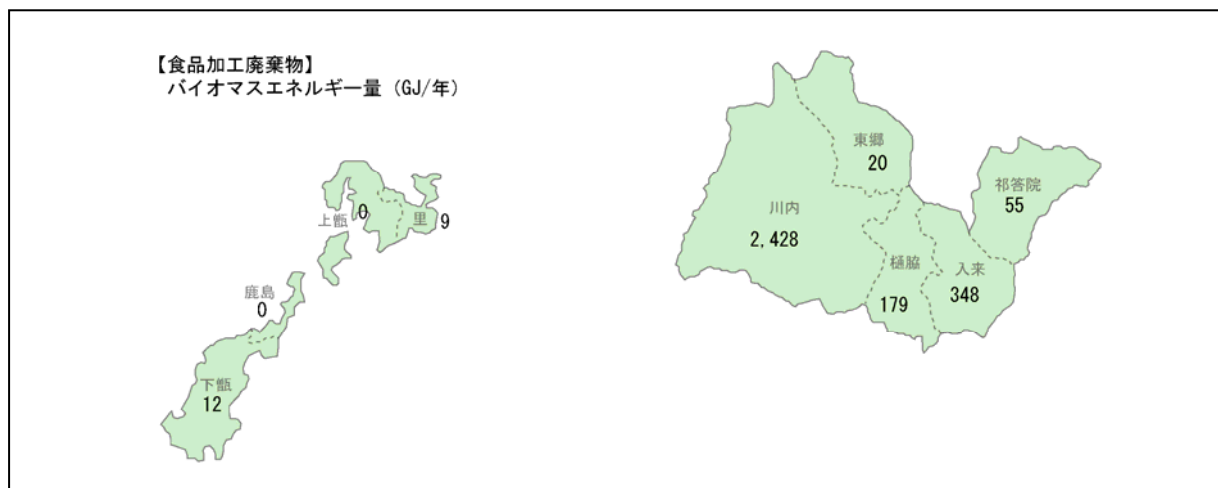 【食品加工廃棄物】
バイオマスエネルギー量（GJ/年）
東郷
20
祁答院
55
川内
2,428
樋脇
179
入来
348
上甑
0
里
9
鹿島
0
下甑
12